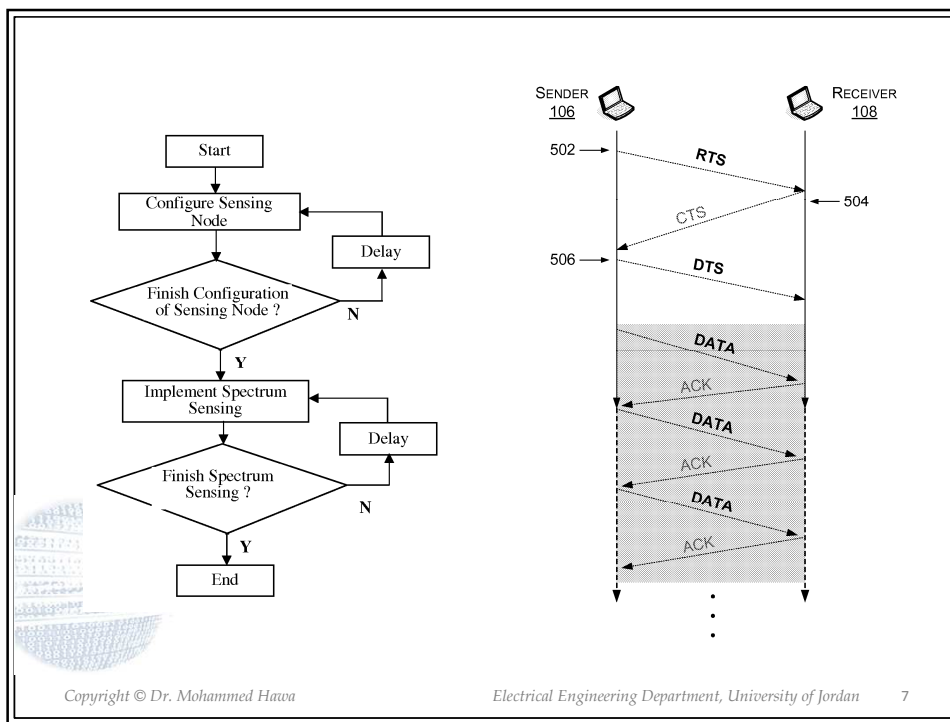 Start
Configure Sensing
Node
Delay
Finish Configuration
of Sensing Node ?
N
Y
Implement Spectrum
Sensing
Delay
Finish Spectrum
Sensing ?
N
Y
End
SENDER
106
RECEIVER
108
502
RTS
504
CTS
506
DTS
DATA
ACK
DATA
ACK
DATA
ACK
Copyright © Dr. Mohammed Hawa
Electrical Engineering Department, University of Jordan
7